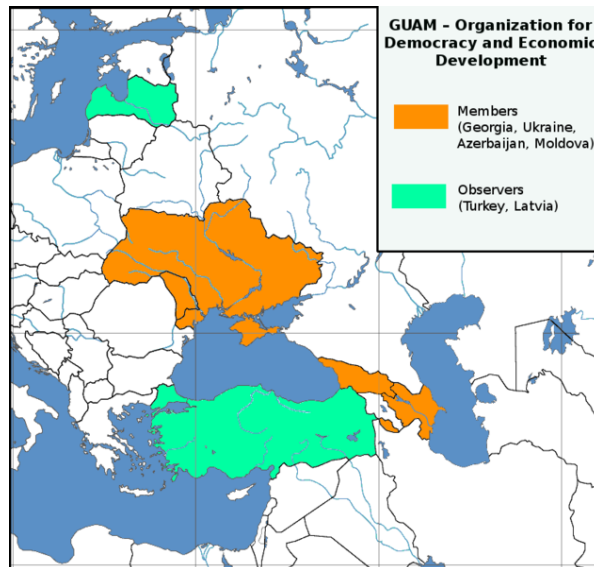 GUAM – Organization for
Democracy and Economic
Development
Members
(Georgia, Ukraine,
Azerbaijan, Moldova)
Observers
(Turkey, Latvia)